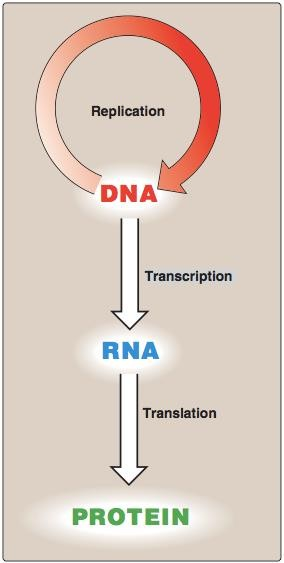 Replication
DNA
Transcription
RNA
Translation
PROTEIN